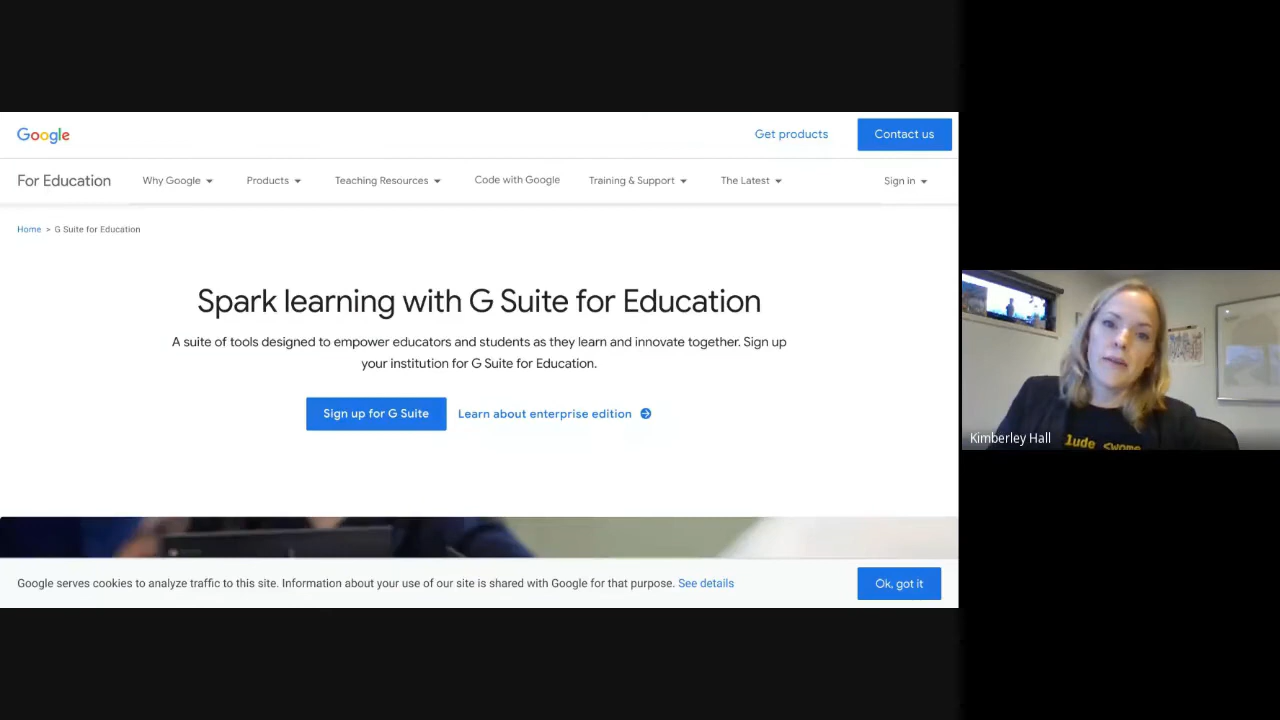 Google
Get products
Contact us
For Education
Why Google
Products
Teaching Resources
Code with Google
Training & Support
The Latest
Sign in
Home > G Suite for Education
Spark learning with G Suite for Education
A suite of tools designed to empower educators and students as they learn and innovate together. Sign up
your institution for G Suite for Education.
Sign up for G Suite
Learn about enterprise edition
Kimberley Hall
lude <wome
Google serves cookies to analyze traffic to this site. Information about your use of our site is shared with Google for that purpose. See details
Ok, got it